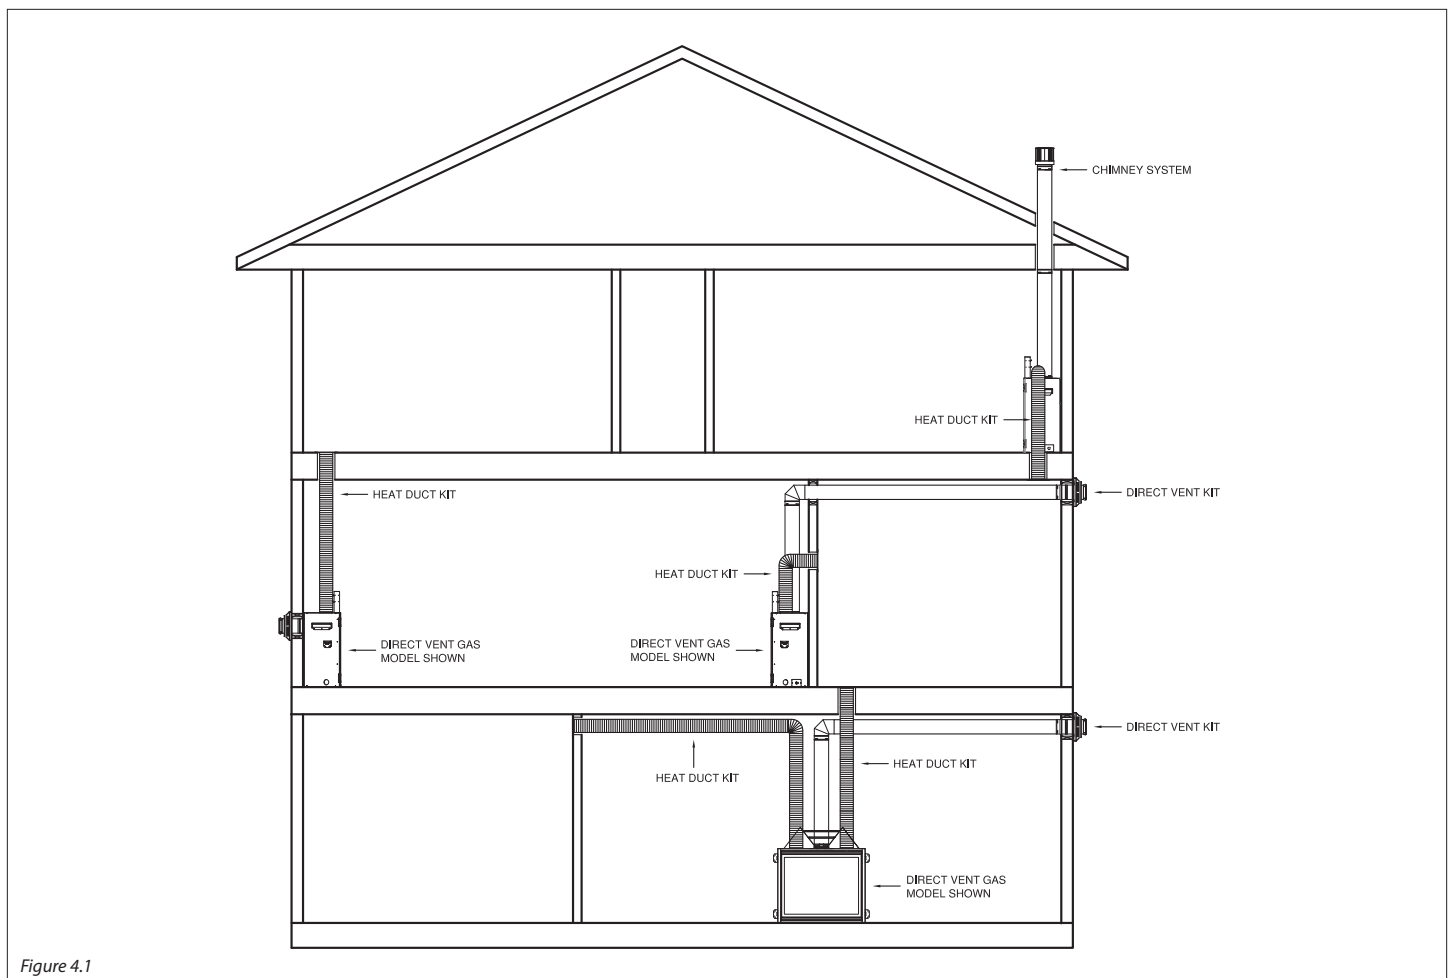 CHIMNEY SYSTEM
HEAT DUCT KIT
HEAT DUCT KIT
DIRECT VENT KIT
HEAT DUCT KIT
DIRECT VENT GAS
MODEL SHOWN
DIRECT VENT GAS
MODEL SHOWN
DIRECT VENT KIT
HEAT DUCT KIT
HEAT DUCT KIT
DIRECT VENT GAS
MODEL SHOWN
Figure 4.1